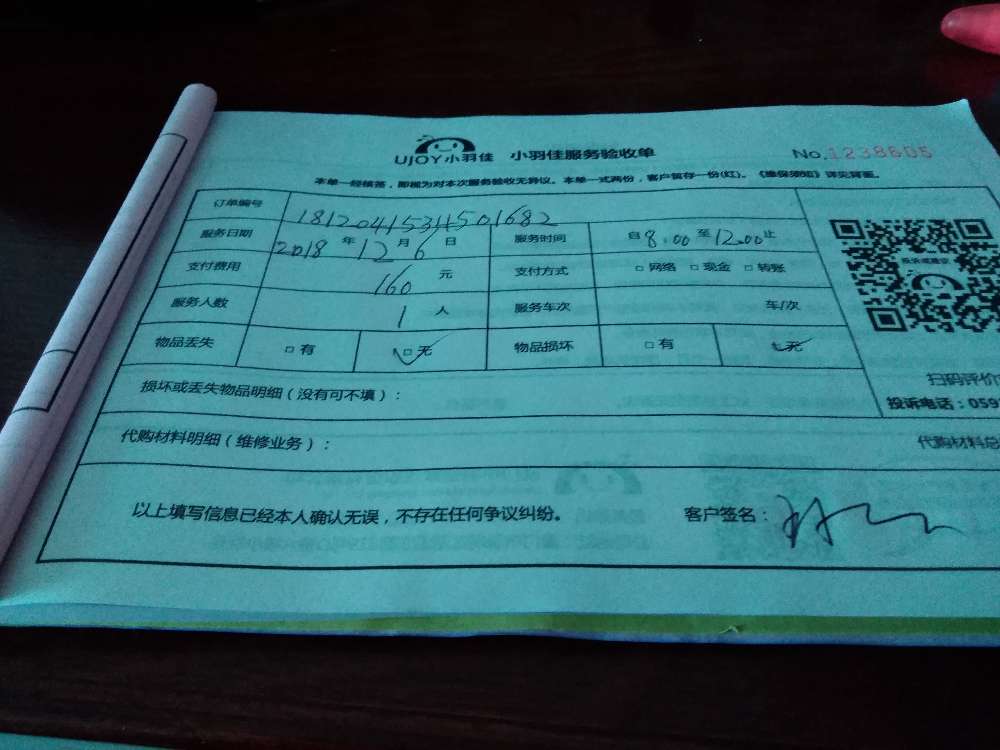 UJOY小羽佳 小羽佳服务验收单 No.1238605
本单一经核签，即视为对本次服务验收无异议。本单一式两份，客户留存一份(红)。《维保须知》详见背面。
订单编号 18120415311501682
服务日期 2018 年 12 月 6 日 服务时间 自 8:00 至 12:00 止
支付费用 160 元 支付方式 □ 网络 □ 现金 □ 转账
服务人数 1 人 服务车次 车/次
投诉或建议
物品丢失 □ 有 □ 无 物品损坏 □ 有 □ 无
扫码评价
损坏或丢失物品明细（没有可不填）：
投诉电话：059
代购材料明细（维修业务）： 代购材料总
以上填写信息已经本人确认无误，不存在任何争议纠纷。 客户签名：